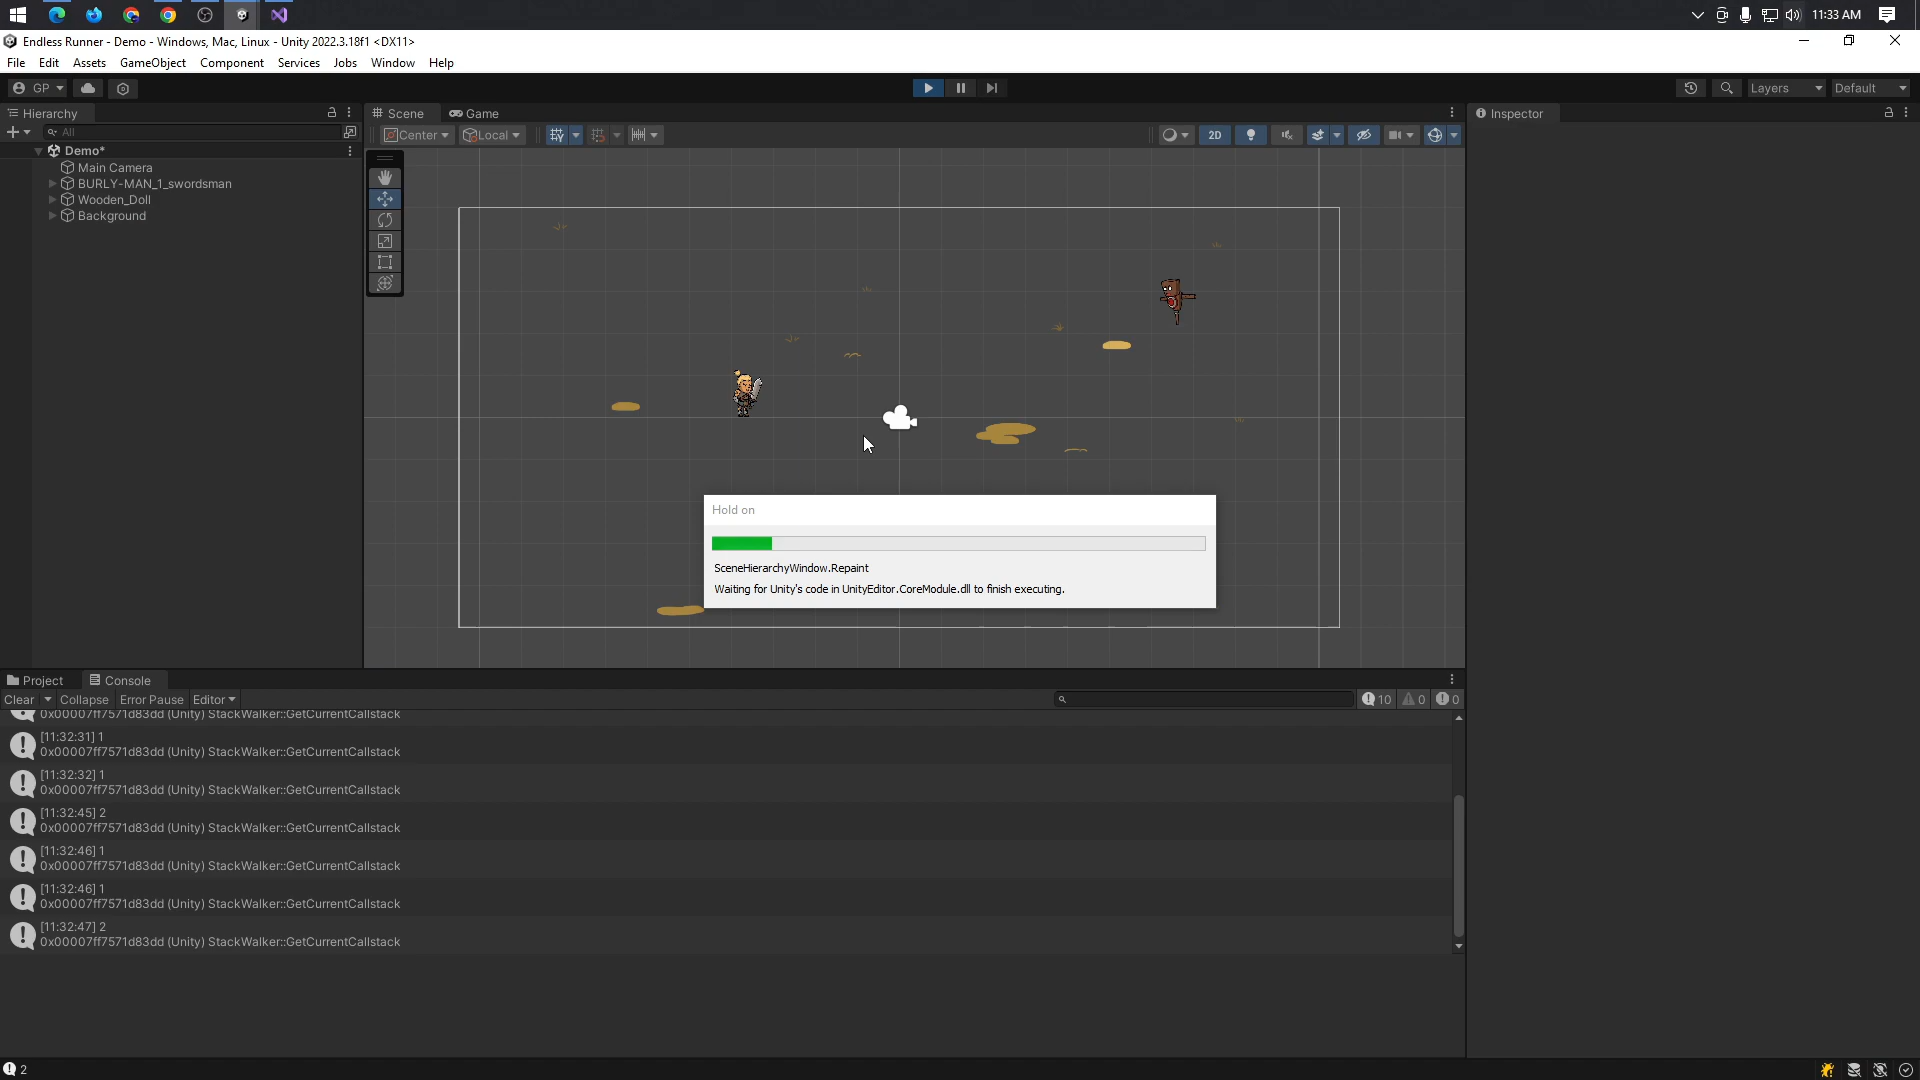 11:33 AM
Endless Runner - Demo - Windows, Mac, Linux - Unity 2022.3.18f1 <DX11>
File Edit Assets GameObject Component Services Jobs Window Help
GP Layers Default
Hierarchy Scene Game Inspector
All Center Local 2D
Demo*
Main Camera
BURLY-MAN_1_swordsman
Wooden_Doll
Background
Hold on
SceneHierarchyWindow.Repaint
Waiting for Unity's code in UnityEditor.CoreModule.dll to finish executing.
Project Console
Clear Collapse Error Pause Editor 10 0 0
0x00007ff7571d83dd (Unity) StackWalker::GetCurrentCallstack
[11:32:31] 1
0x00007ff7571d83dd (Unity) StackWalker::GetCurrentCallstack
[11:32:32] 1
0x00007ff7571d83dd (Unity) StackWalker::GetCurrentCallstack
[11:32:45] 2
0x00007ff7571d83dd (Unity) StackWalker::GetCurrentCallstack
[11:32:46] 1
0x00007ff7571d83dd (Unity) StackWalker::GetCurrentCallstack
[11:32:46] 1
0x00007ff7571d83dd (Unity) StackWalker::GetCurrentCallstack
[11:32:47] 2
0x00007ff7571d83dd (Unity) StackWalker::GetCurrentCallstack
2